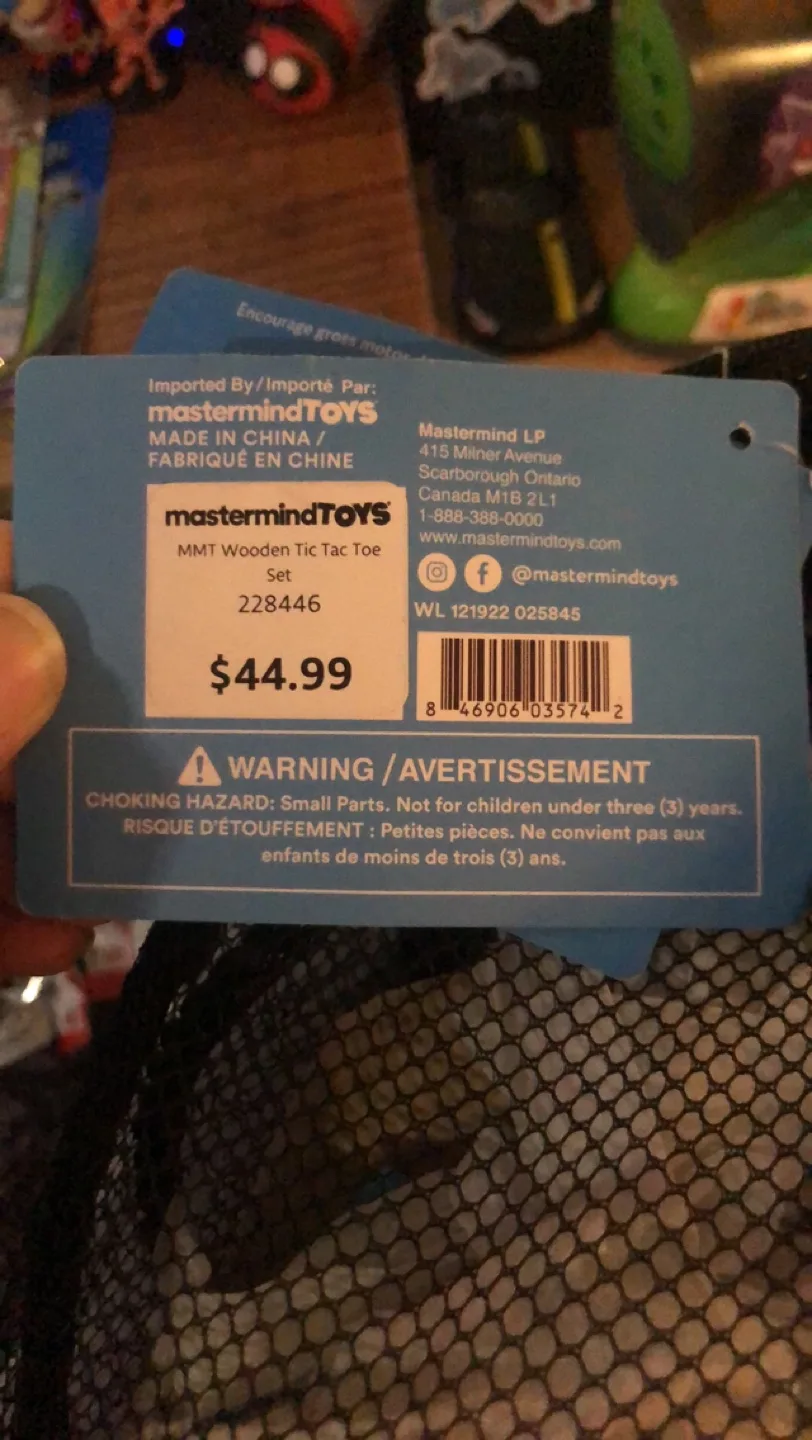 Encourage gross motor
Imported By/Importé Par:
mastermindTOYS
MADE IN CHINA /
FABRIQUÉ EN CHINE
mastermindTOYS
MMT Wooden Tic Tac Toe
Set
228446
$44.99
Mastermind LP
415 Milner Avenue
Scarborough Ontario
Canada M1B 2L1
1-888-388-0000
www.mastermindtoys.com
@mastermindtoys
WL 121922 025845
8 46906 03574 2
WARNING / AVERTISSEMENT
CHOKING HAZARD: Small Parts. Not for children under three (3) years.
RISQUE D'ÉTOUFFEMENT : Petites pièces. Ne convient pas aux
enfants de moins de trois (3) ans.